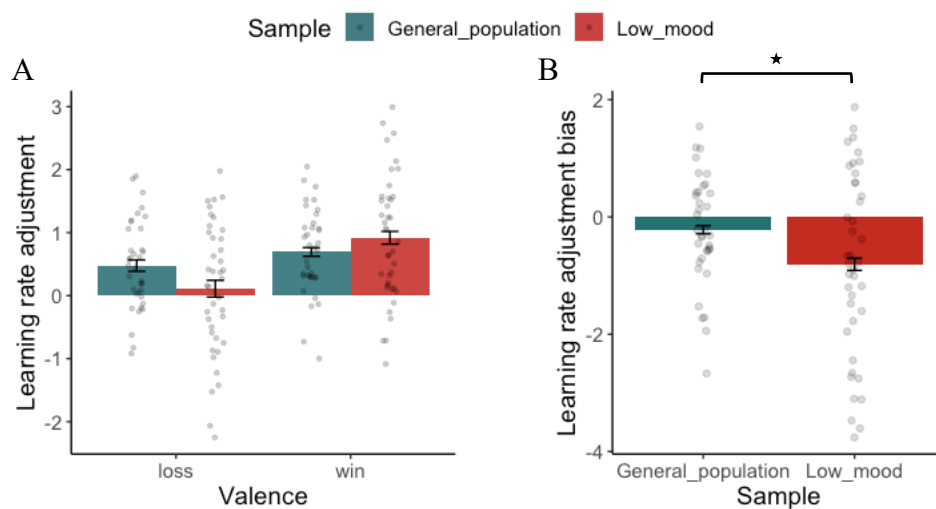 Sample General_population Low_mood
A
Learning rate adjustment
3
2
1
0
-1
-2
loss win
Valence
B
★
Learning rate adjustment bias
2
0
-2
-4
General_population Low_mood
Sample